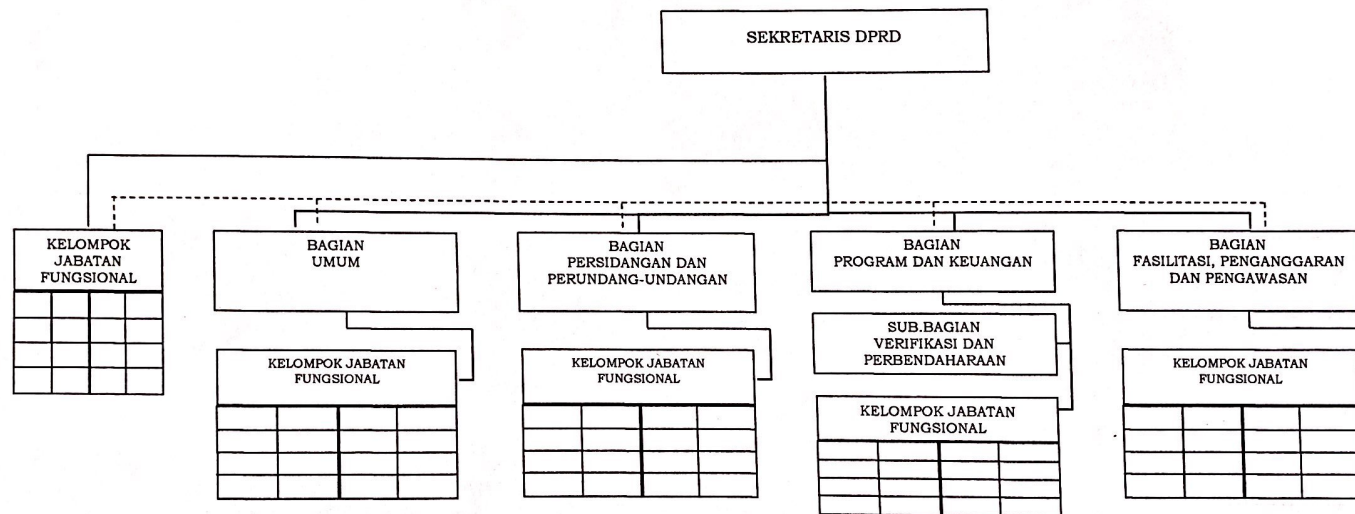 SEKRETARIS DPRD
KELOMPOK
JABATAN
FUNGSIONAL
BAGIAN
UMUM
BAGIAN
PERSIDANGAN DAN
PERUNDANG-UNDANGAN
BAGIAN
PROGRAM DAN KEUANGAN
BAGIAN
FASILITASI, PENGANGGARAN
DAN PENGAWASAN
SUB.BAGIAN
VERIFIKASI DAN
PERBENDAHARAAN
KELOMPOK JABATAN
FUNGSIONAL
KELOMPOK JABATAN
FUNGSIONAL
KELOMPOK JABATAN
FUNGSIONAL
KELOMPOK JABATAN
FUNGSIONAL